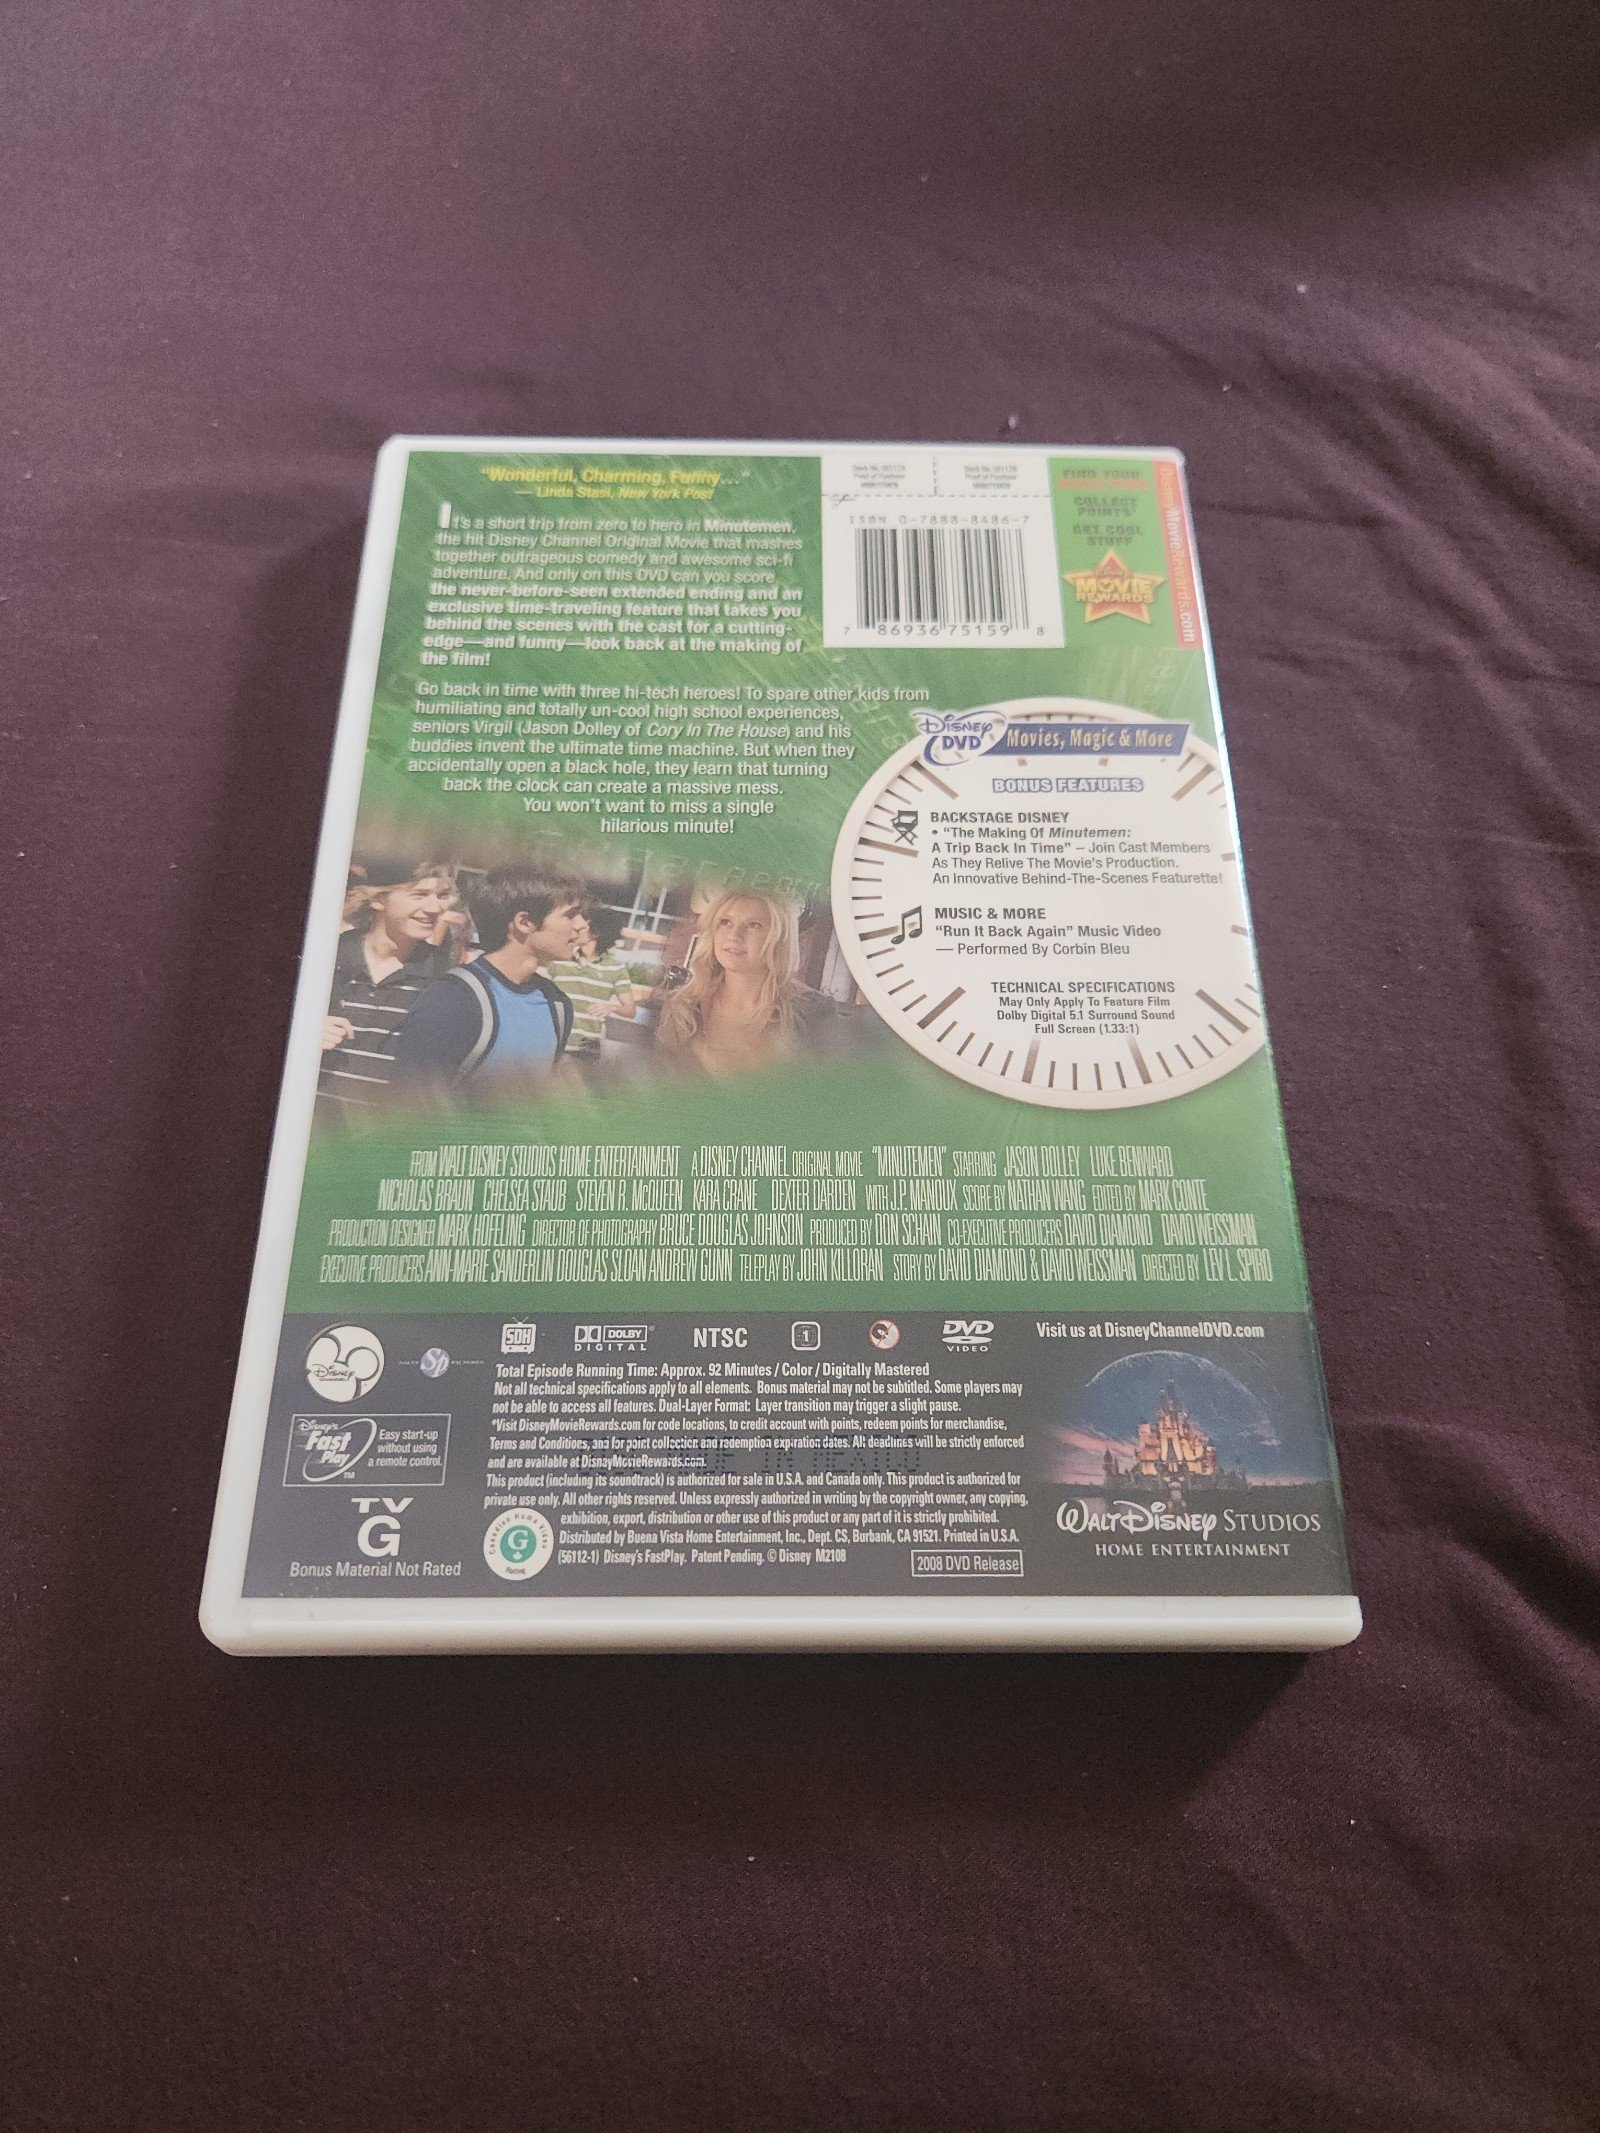 "Wonderful, Charming, Funny..."
— Linda Stasi, New York Post
It's a short trip from zero to hero in Minutemen,
the hit Disney Channel Original Movie that mashes
together outrageous comedy and awesome sci-fi
adventure. And only on this DVD can you score
the never-before-seen extended ending and an
exclusive time-traveling feature that takes you
behind the scenes with the cast for a cutting-
edge—and funny—look back at the making of
the film!
Go back in time with three hi-tech heroes! To spare other kids from
humiliating and totally un-cool high school experiences,
seniors Virgil (Jason Dolley of Cory In The House) and his
buddies invent the ultimate time machine. But when they
accidentally open a black hole, they learn that turning
back the clock can create a massive mess.
You won't want to miss a single
hilarious minute!
Proof of Purchase
Proof of Purchase
ISBN 0-7888-8486-7
7 86936 75159 8
FIND YOUR
COLLECT
POINTS*
GET COOL
STUFF
MOVIE
REWARDS
DisneyMovieRewards.com
Disney
DVD
Movies, Magic & More
BONUS FEATURES
BACKSTAGE DISNEY
• "The Making Of Minutemen:
A Trip Back In Time" – Join Cast Members
As They Relive The Movie's Production.
An Innovative Behind-The-Scenes Featurette!
MUSIC & MORE
"Run It Back Again" Music Video
— Performed By Corbin Bleu
TECHNICAL SPECIFICATIONS
May Only Apply To Feature Film
Dolby Digital 5.1 Surround Sound
Full Screen (1.33:1)
FROM WALT DISNEY STUDIOS HOME ENTERTAINMENT A DISNEY CHANNEL ORIGINAL MOVIE "MINUTEMEN" STARRING JASON DOLLEY LUKE BENWARD
NICHOLAS BRAUN CHELSEA STAUB STEVEN R. McQUEEN KARA CRANE DEXTER DARDEN WITH J.P. MANOUX SCORE BY NATHAN WANG EDITED BY MARK CONTE
PRODUCTION DESIGNER MARK HOFELING DIRECTOR OF PHOTOGRAPHY BRUCE DOUGLAS JOHNSON PRODUCED BY DON SCHAIN CO-EXECUTIVE PRODUCERS DAVID DIAMOND DAVID WEISSMAN
EXECUTIVE PRODUCERS ANN-MARIE SANDERLIN DOUGLAS SLOAN ANDREW GUNN TELEPLAY BY JOHN KILLORAN STORY BY DAVID DIAMOND & DAVID WEISSMAN DIRECTED BY LEV L. SPIRO
Disney
CHANNEL
SDH
DOLBY
DIGITAL
NTSC
1
DVD
VIDEO
Visit us at DisneyChannelDVD.com
Total Episode Running Time: Approx. 92 Minutes / Color / Digitally Mastered
Not all technical specifications apply to all elements. Bonus material may not be subtitled. Some players may
not be able to access all features. Dual-Layer Format: Layer transition may trigger a slight pause.
*Visit DisneyMovieRewards.com for code locations, to credit account with points, redeem points for merchandise,
Terms and Conditions, and for point collection and redemption expiration dates. All deadlines will be strictly enforced
and are available at DisneyMovieRewards.com.
MADE IN MEXICO
This product (including its soundtrack) is authorized for sale in U.S.A. and Canada only. This product is authorized for
private use only. All other rights reserved. Unless expressly authorized in writing by the copyright owner, any copying,
exhibition, export, distribution or other use of this product or any part of it is strictly prohibited.
Distributed by Buena Vista Home Entertainment, Inc., Dept. CS, Burbank, CA 91521. Printed in U.S.A.
(56112-1) Disney's FastPlay. Patent Pending. © Disney M2108
2008 DVD Release
Disney's
Fast
Play
TM
Easy start-up
without using
a remote control.
TV
G
Bonus Material Not Rated
Canadian Home Video
G
Rating
WALT DISNEY STUDIOS
HOME ENTERTAINMENT